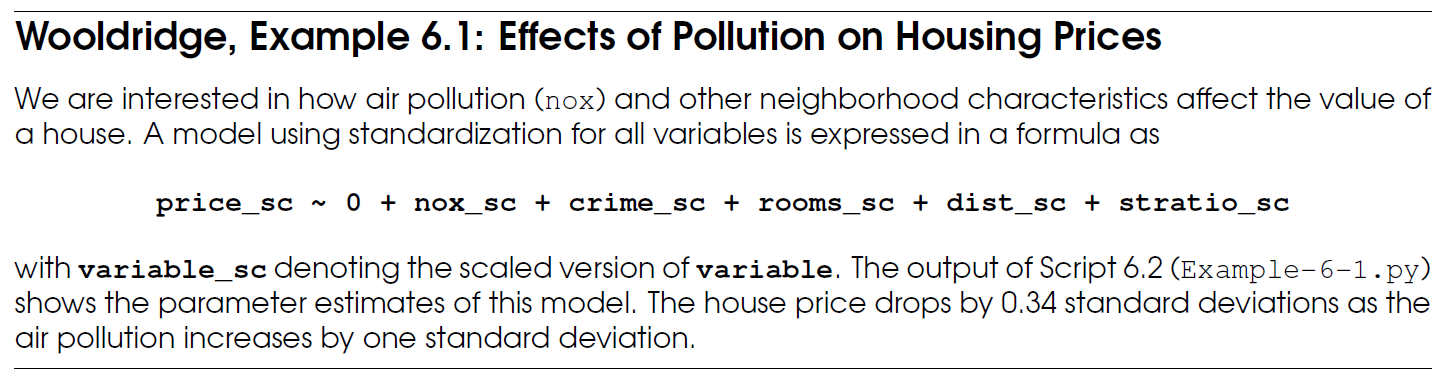 Wooldridge, Example 6.1: Effects of Pollution on Housing Prices
We are interested in how air pollution (nox) and other neighborhood characteristics affect the value of
a house. A model using standardization for all variables is expressed in a formula as
price_sc ~ 0 + nox_sc + crime_sc + rooms_sc + dist_sc + stratio_sc
with variable_sc denoting the scaled version of variable. The output of Script 6.2 (Example-6-1.py)
shows the parameter estimates of this model. The house price drops by 0.34 standard deviations as the
air pollution increases by one standard deviation.